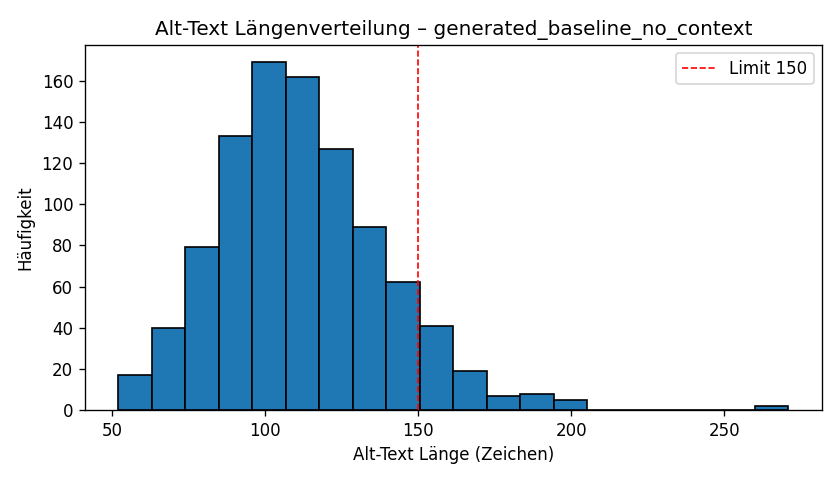 Alt-Text Längenverteilung – generated_baseline_no_context
Limit 150
Häufigkeit
160
140
120
100
80
60
40
20
0
50 100 150 200 250
Alt-Text Länge (Zeichen)